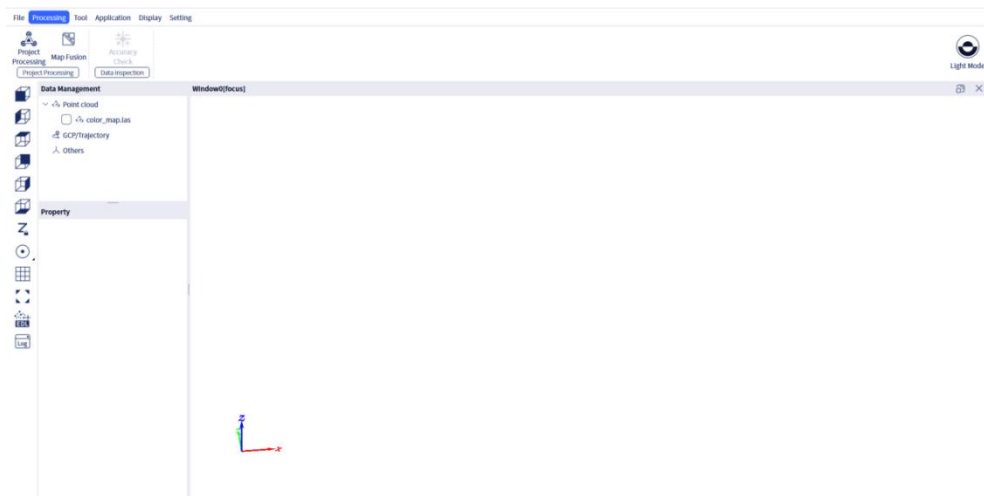 File Processing Tool Application Display Setting
Project Processing
Map Fusion
Accuracy Check
Light Mode
Project Processing
Data Inspection
Data Management
Window0[focus]
Point cloud
color_map.las
GCP/Trajectory
Others
Property
Z
EDL
Log
Z
X